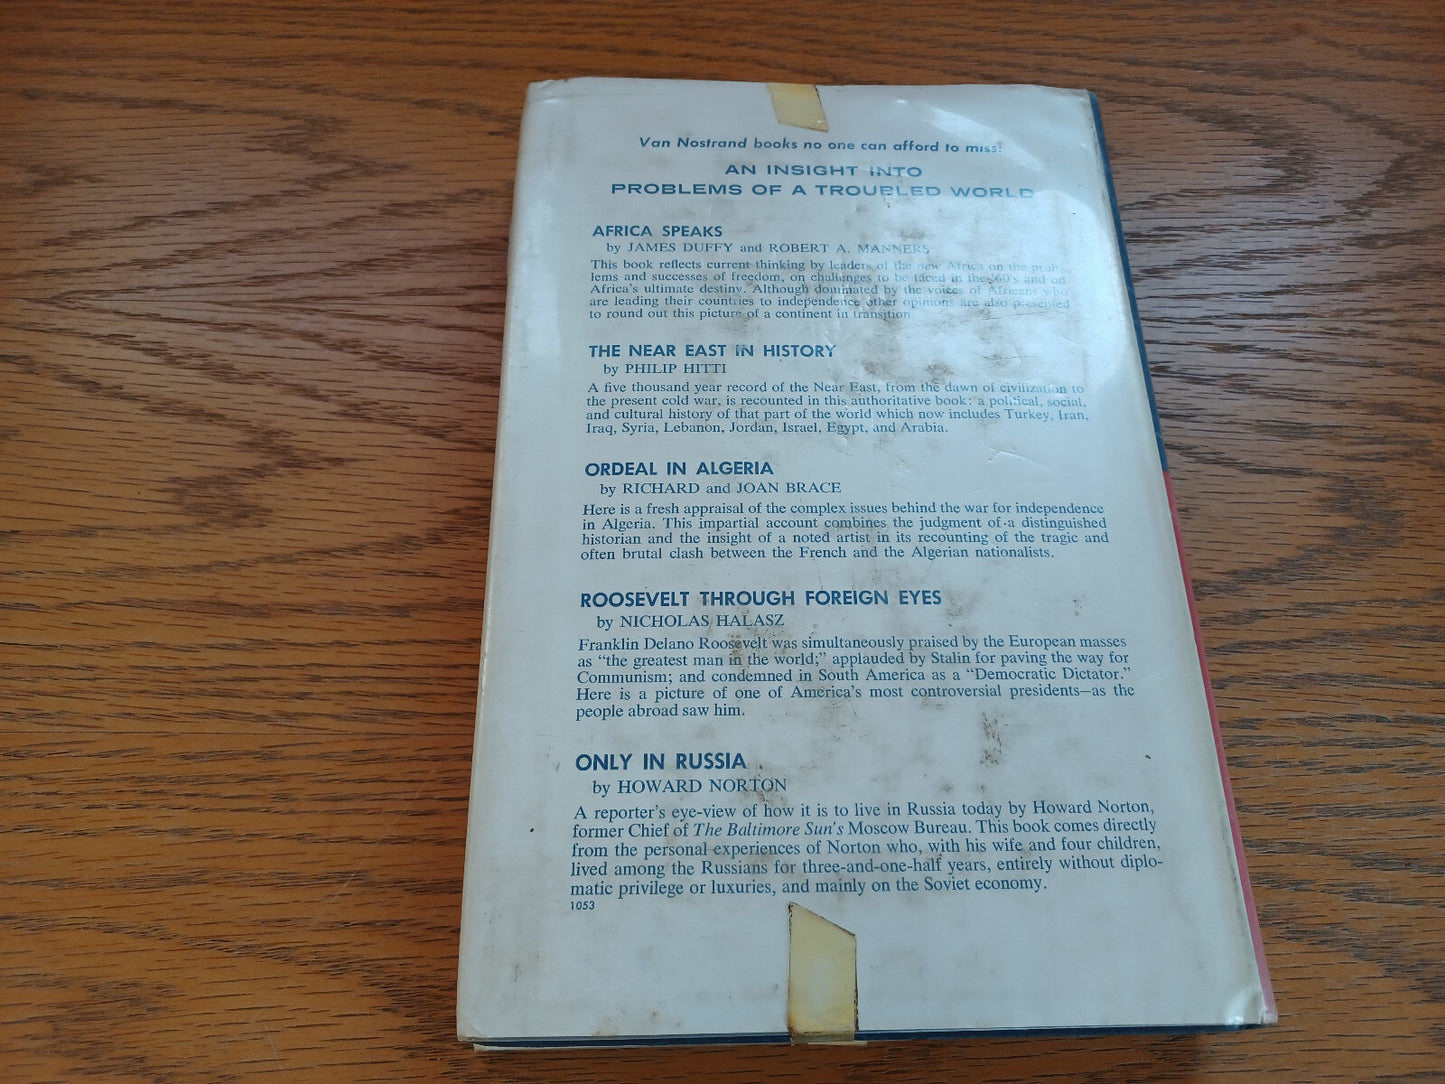 Van Nostrand books no one can afford to miss:
AN INSIGHT INTO
PROBLEMS OF A TROUBLED WORLD
AFRICA SPEAKS
by JAMES DUFFY and ROBERT A. MANNERS
This book reflects current thinking by leaders of the new Africa on the prob-
lems and successes of freedom, on challenges to be faced in the '60's and on
Africa's ultimate destiny. Although dominated by the voices of Africans who
are leading their countries to independence other opinions are also presented
to round out this picture of a continent in transition.
THE NEAR EAST IN HISTORY
by PHILIP HITTI
A five thousand year record of the Near East, from the dawn of civilization to
the present cold war, is recounted in this authoritative book: a political, social,
and cultural history of that part of the world which now includes Turkey, Iran,
Iraq, Syria, Lebanon, Jordan, Israel, Egypt, and Arabia.
ORDEAL IN ALGERIA
by RICHARD and JOAN BRACE
Here is a fresh appraisal of the complex issues behind the war for independence
in Algeria. This impartial account combines the judgment of a distinguished
historian and the insight of a noted artist in its recounting of the tragic and
often brutal clash between the French and the Algerian nationalists.
ROOSEVELT THROUGH FOREIGN EYES
by NICHOLAS HALASZ
Franklin Delano Roosevelt was simultaneously praised by the European masses
as "the greatest man in the world;" applauded by Stalin for paving the way for
Communism; and condemned in South America as a "Democratic Dictator."
Here is a picture of one of America's most controversial presidents—as the
people abroad saw him.
ONLY IN RUSSIA
by HOWARD NORTON
A reporter's eye-view of how it is to live in Russia today by Howard Norton,
former Chief of The Baltimore Sun's Moscow Bureau. This book comes directly
from the personal experiences of Norton who, with his wife and four children,
lived among the Russians for three-and-one-half years, entirely without diplo-
matic privilege or luxuries, and mainly on the Soviet economy.
1053